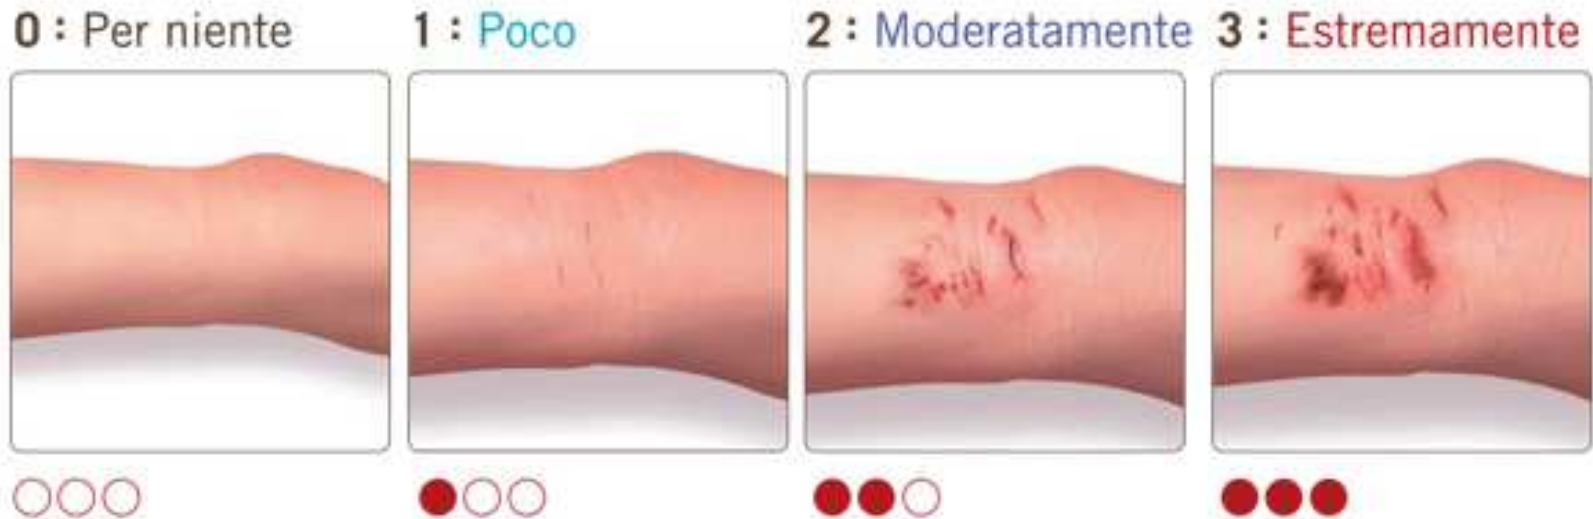 0 : Per niente
1 : Poco
2 : Moderatamente
3 : Estremamente